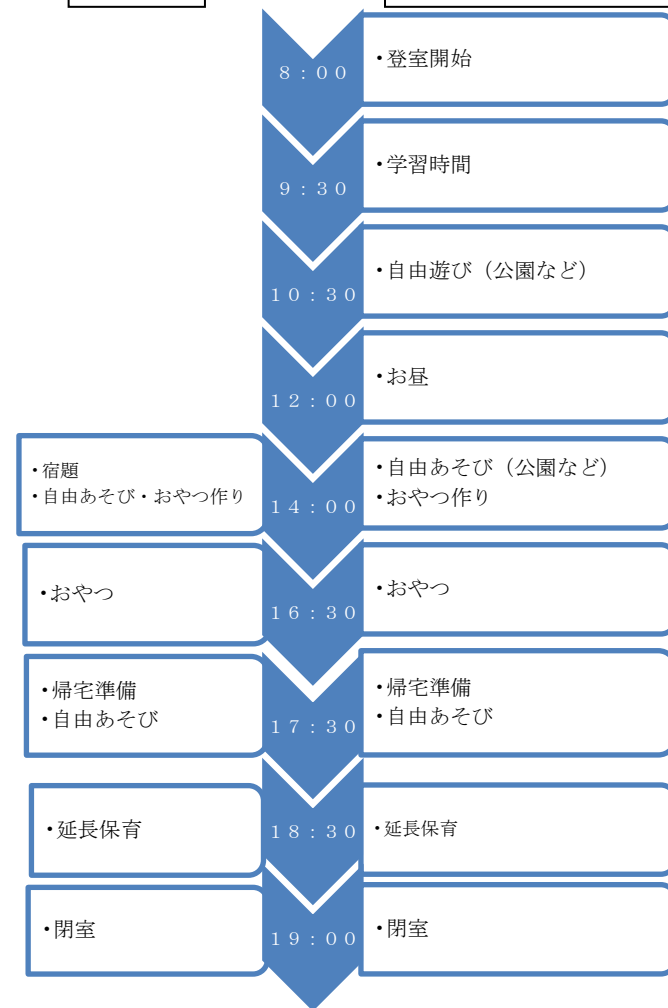 8：00
・登室開始
9：30
・学習時間
10：30
・自由遊び（公園など）
12：00
・お昼
・宿題
・自由あそび・おやつ作り
14：00
・自由あそび（公園など）
・おやつ作り
・おやつ
16：30
・おやつ
・帰宅準備
・自由あそび
17：30
・帰宅準備
・自由あそび
・延長保育
18：30
・延長保育
・閉室
19：00
・閉室